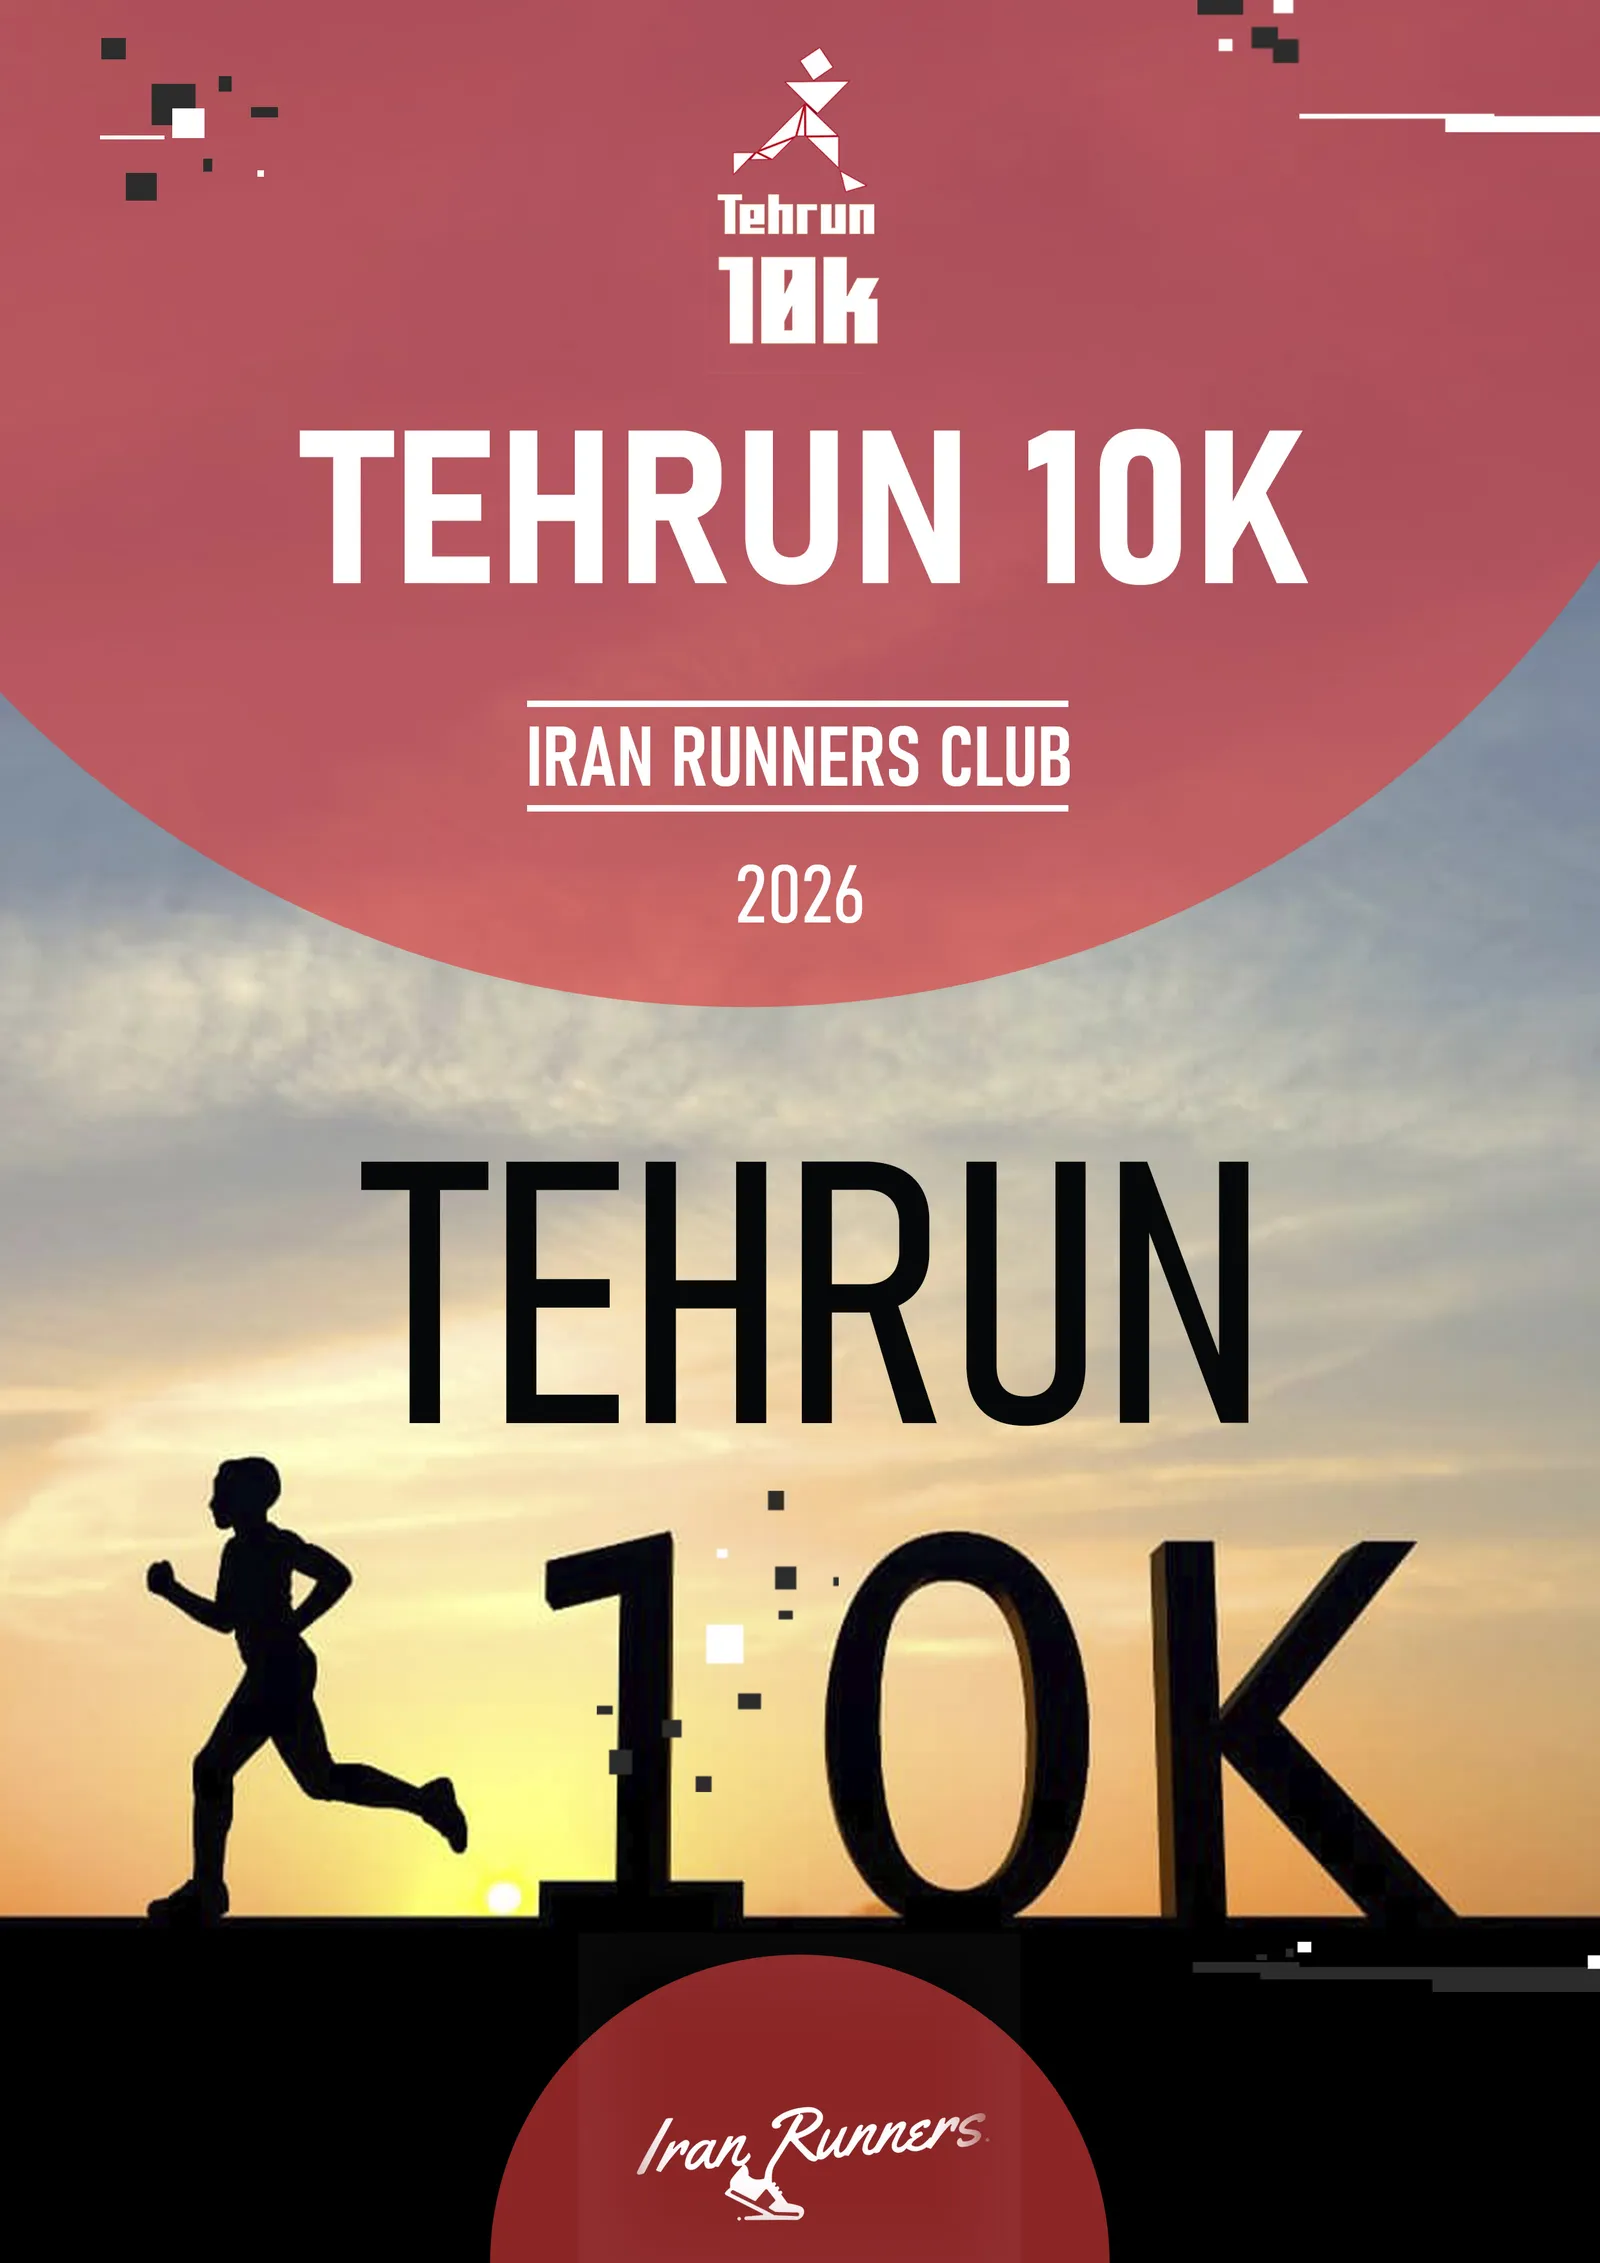 Tehrun
10k
TEHRUN 10K
IRAN RUNNERS CLUB
2026
TEHRUN
10K
Iran Runners